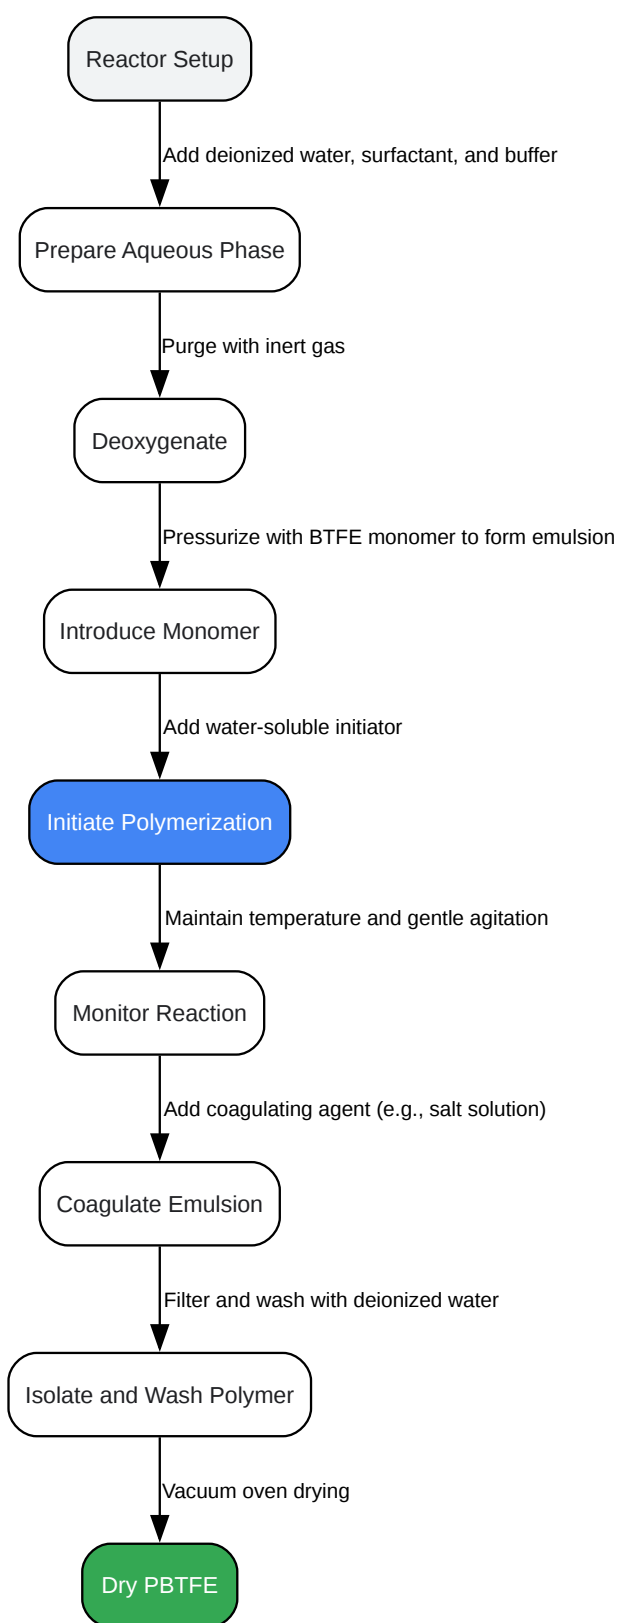 Reactor Setup
Add deionized water, surfactant, and buffer
Prepare Aqueous Phase
Purge with inert gas
Deoxygenate
Pressurize with BTFE monomer to form emulsion
Introduce Monomer
Add water-soluble initiator
Initiate Polymerization
Maintain temperature and gentle agitation
Monitor Reaction
Add coagulating agent (e.g., salt solution)
Coagulate Emulsion
Filter and wash with deionized water
Isolate and Wash Polymer
Vacuum oven drying
Dry PBTFE